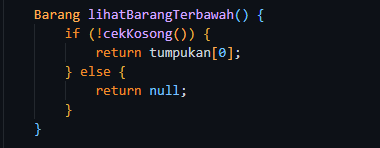 Barang lihatBarangTerbawah() {
    if (!cekKosong()) {
        return tumpukan[0];
    } else {
        return null;
    }
}